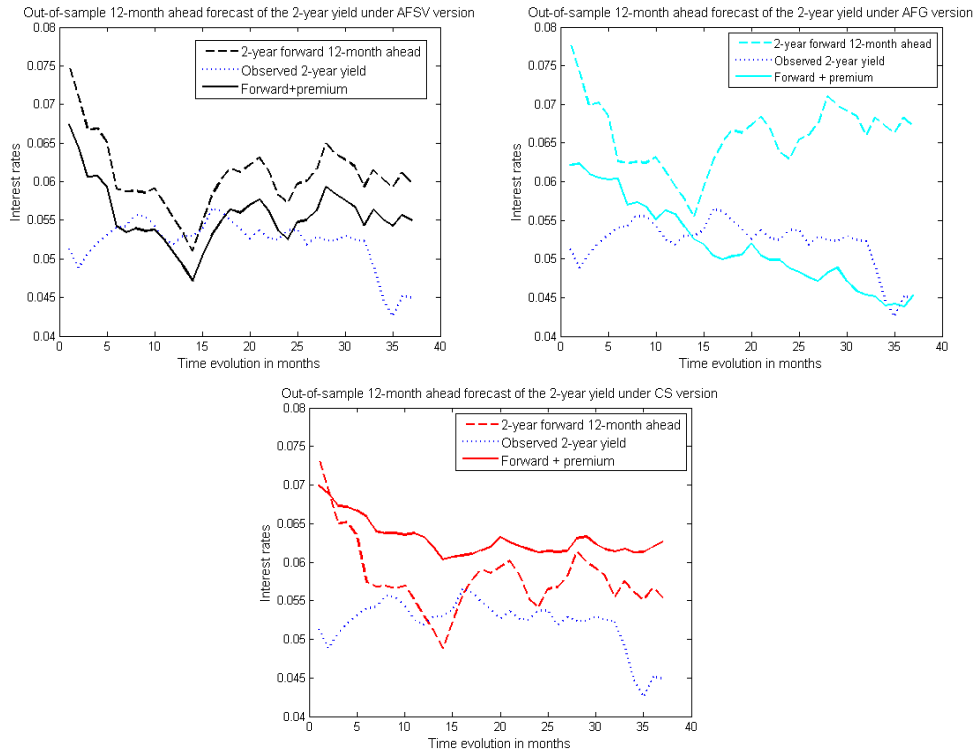 Out-of-sample 12-month ahead forecast of the 2-year yield under AFSV version
0.08
0.075
0.07
0.065
0.06
0.055
0.05
0.045
0.04
Interest rates
2-year forward 12-month ahead
Observed 2-year yield
Forward+premium
0 5 10 15 20 25 30 35 40
Time evolution in months
Out-of-sample 12-month ahead forecast of the 2-year yield under AFG version
0.08
0.075
0.07
0.065
0.06
0.055
0.05
0.045
0.04
Interest rates
2-year forward 12-month ahead
Observed 2-year yield
Forward + premium
0 5 10 15 20 25 30 35 40
Time evolution in months
Out-of-sample 12-month ahead forecast of the 2-year yield under CS version
0.08
0.075
0.07
0.065
0.06
0.055
0.05
0.045
0.04
Interest rates
2-year forward 12-month ahead
Observed 2-year yield
Forward + premium
0 5 10 15 20 25 30 35 40
Time evolution in months